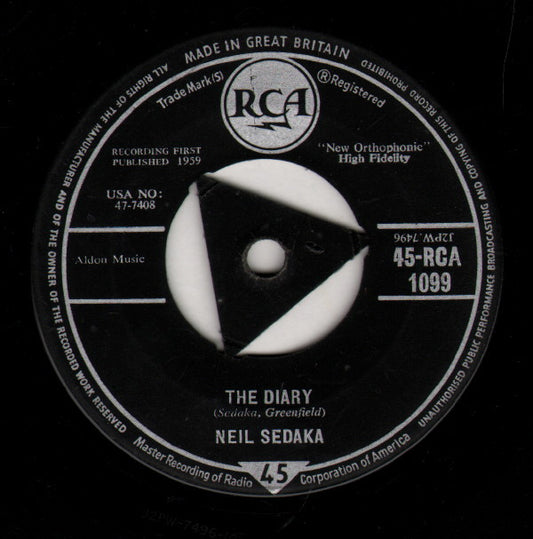 MADE IN GREAT BRITAIN
ALL RIGHTS OF THE MANUFACTURER AND OF THE OWNER OF THE RECORDED WORK RESERVED
UNAUTHORISED PUBLIC PERFORMANCE BROADCASTING AND COPYING OF THIS RECORD PROHIBITED
Trade Mark(S)
RCA
®Registered
RECORDING FIRST
PUBLISHED 1959
"New Orthophonic"
High Fidelity
USA NO:
47-7408
Aldon Music
J2PW.7496
45-RCA
1099
THE DIARY
(Sedaka, Greenfield)
NEIL SEDAKA
Master Recording of Radio Corporation of America
45